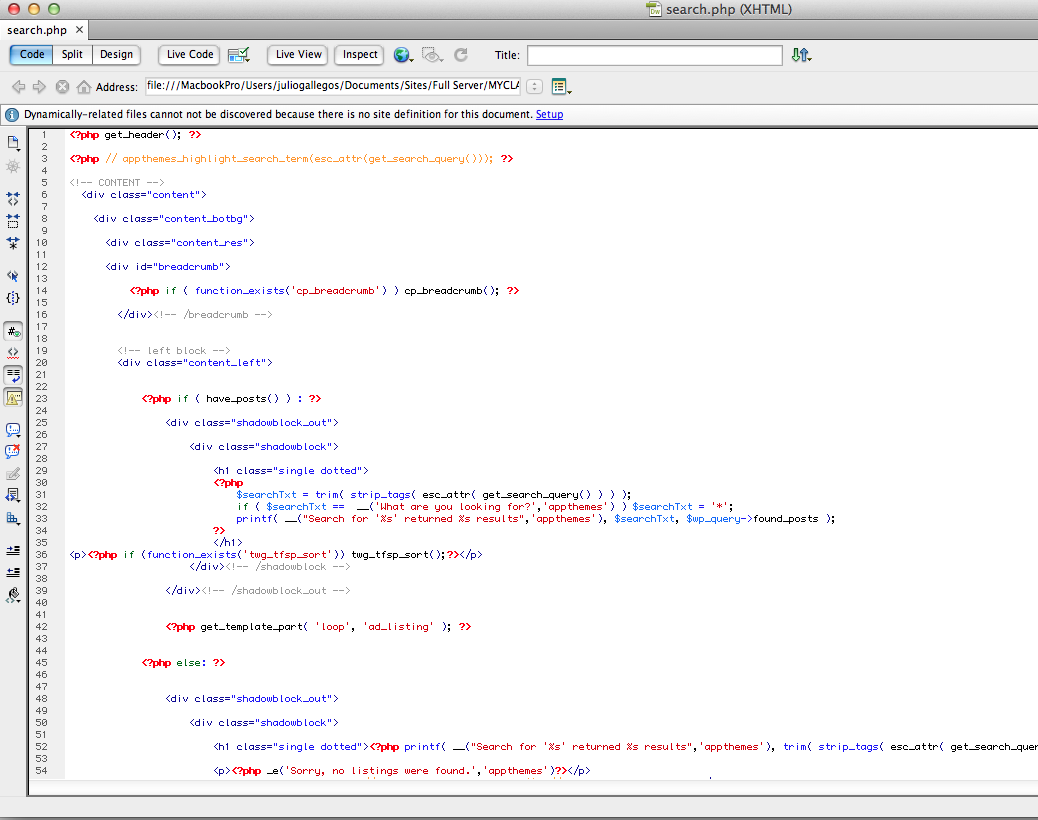 search.php (XHTML)
search.php ×
Code Split Design Live Code Live View Inspect Title:
Address: file:///MacbookPro/Users/juliogallegos/Documents/Sites/Full Server/MYCLA
Dynamically-related files cannot not be discovered because there is no site definition for this document. Setup
1 <?php get_header(); ?>
2
3 <?php // appthemes_highlight_search_term(esc_attr(get_search_query())); ?>
4
5 <!-- CONTENT -->
6 <div class="content">
7
8 <div class="content_botbg">
9
10 <div class="content_res">
11
12 <div id="breadcrumb">
13
14 <?php if ( function_exists('cp_breadcrumb') ) cp_breadcrumb(); ?>
15
16 </div><!-- /breadcrumb -->
17
18
19 <!-- left block -->
20 <div class="content_left">
21
22
23 <?php if ( have_posts() ) : ?>
24
25 <div class="shadowblock_out">
26
27 <div class="shadowblock">
28
29 <h1 class="single dotted">
30 <?php
31 $searchTxt = trim( strip_tags( esc_attr( get_search_query() ) ) );
32 if ( $searchTxt == __('What are you looking for?','appthemes') ) $searchTxt = '*';
33 printf( __("Search for '%s' returned %s results",'appthemes'), $searchTxt, $wp_query->found_posts );
34 ?>
35 </h1>
36 <p><?php if (function_exists('twg_tfsp_sort')) twg_tfsp_sort();?></p>
37 </div><!-- /shadowblock -->
38
39 </div><!-- /shadowblock_out -->
40
41
42 <?php get_template_part( 'loop', 'ad_listing' ); ?>
43
44
45 <?php else: ?>
46
47
48 <div class="shadowblock_out">
49
50 <div class="shadowblock">
51
52 <h1 class="single dotted"><?php printf( __("Search for '%s' returned %s results",'appthemes'), trim( strip_tags( esc_attr( get_search_quer
53
54 <p><?php _e('Sorry, no listings were found.','appthemes')?></p>